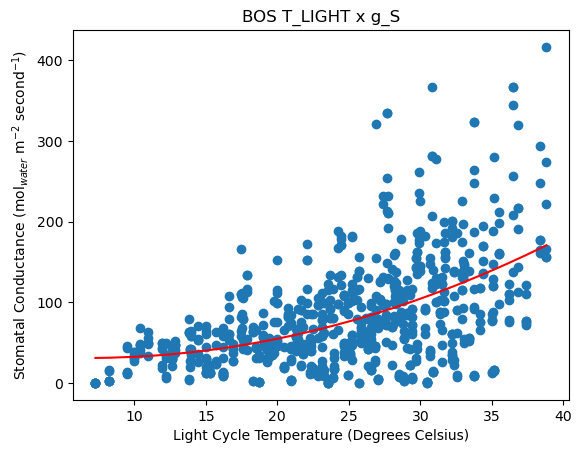 BOS T_LIGHT x g_S
Stomatal Conductance (mol_water m⁻² second⁻¹)
400
300
200
100
0
10 15 20 25 30 35 40
Light Cycle Temperature (Degrees Celsius)